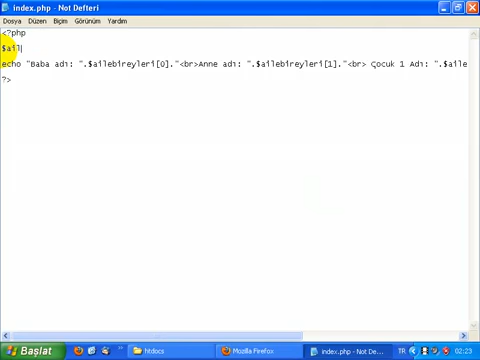 index.php - Not Defteri
Dosya Düzen Biçim Görünüm Yardım
<?php
$ail
echo "Baba adı: ".$ailebireyleri[0]."<br>Anne adı: ".$ailebireyleri[1]."<br> Çocuk 1 Adı: ".$aile
?>
Başlat htdocs Mozilla Firefox index.php - Not De... TR 02:23